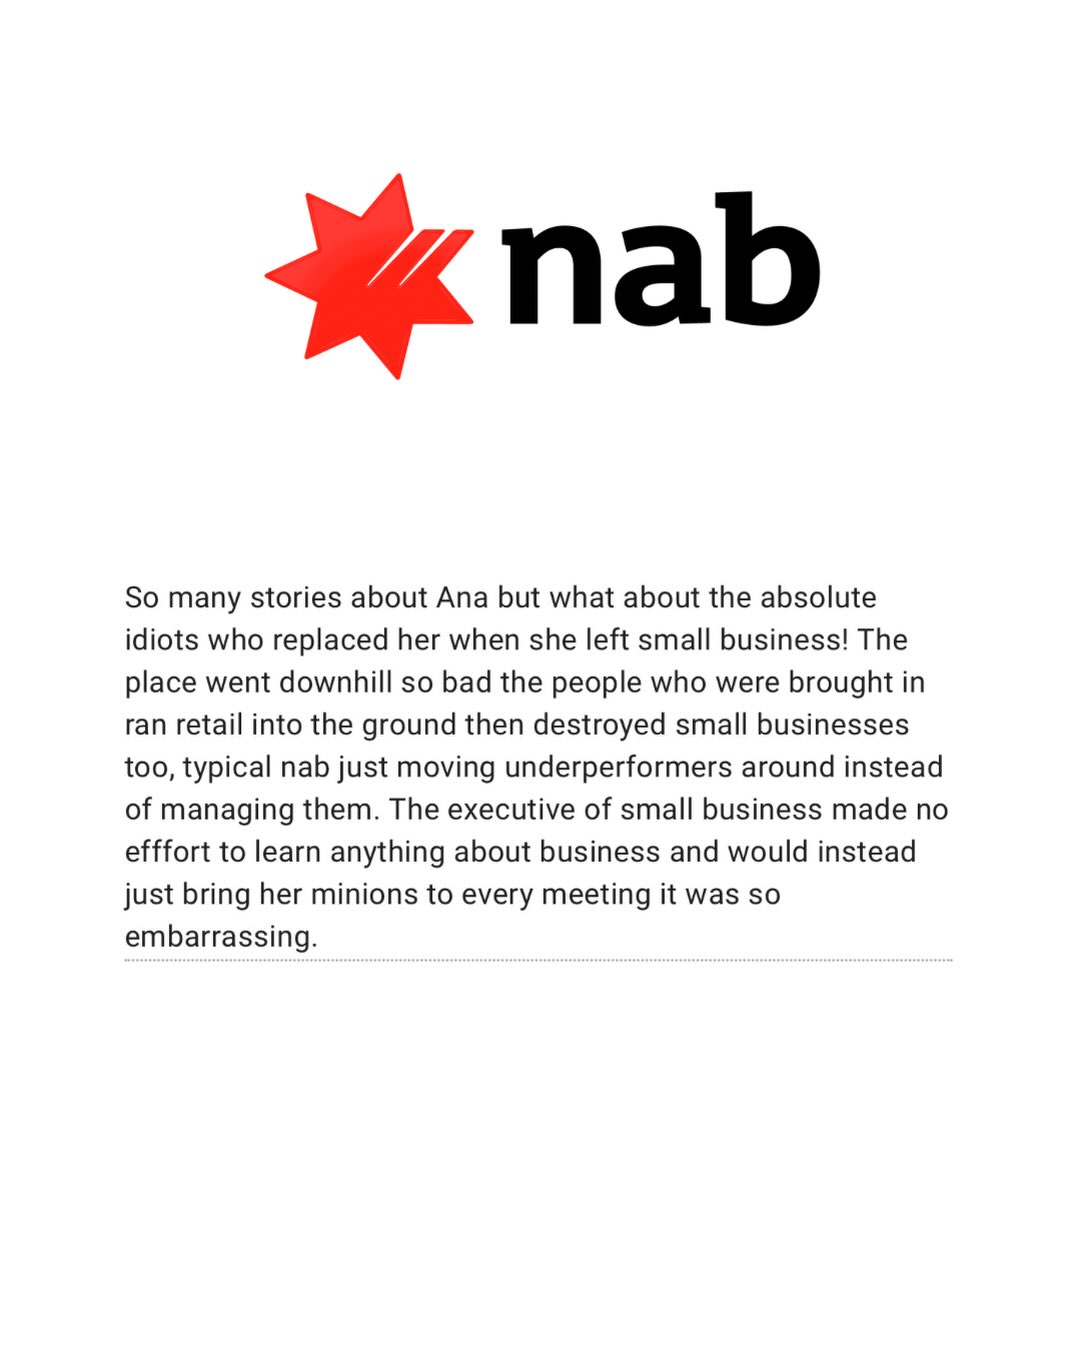 nab
So many stories about Ana but what about the absolute
idiots who replaced her when she left small business! The
place went downhill so bad the people who were brought in
ran retail into the ground then destroyed small businesses
too, typical nab just moving underperformers around instead
of managing them. The executive of small business made no
efffort to learn anything about business and would instead
just bring her minions to every meeting it was so
embarrassing.